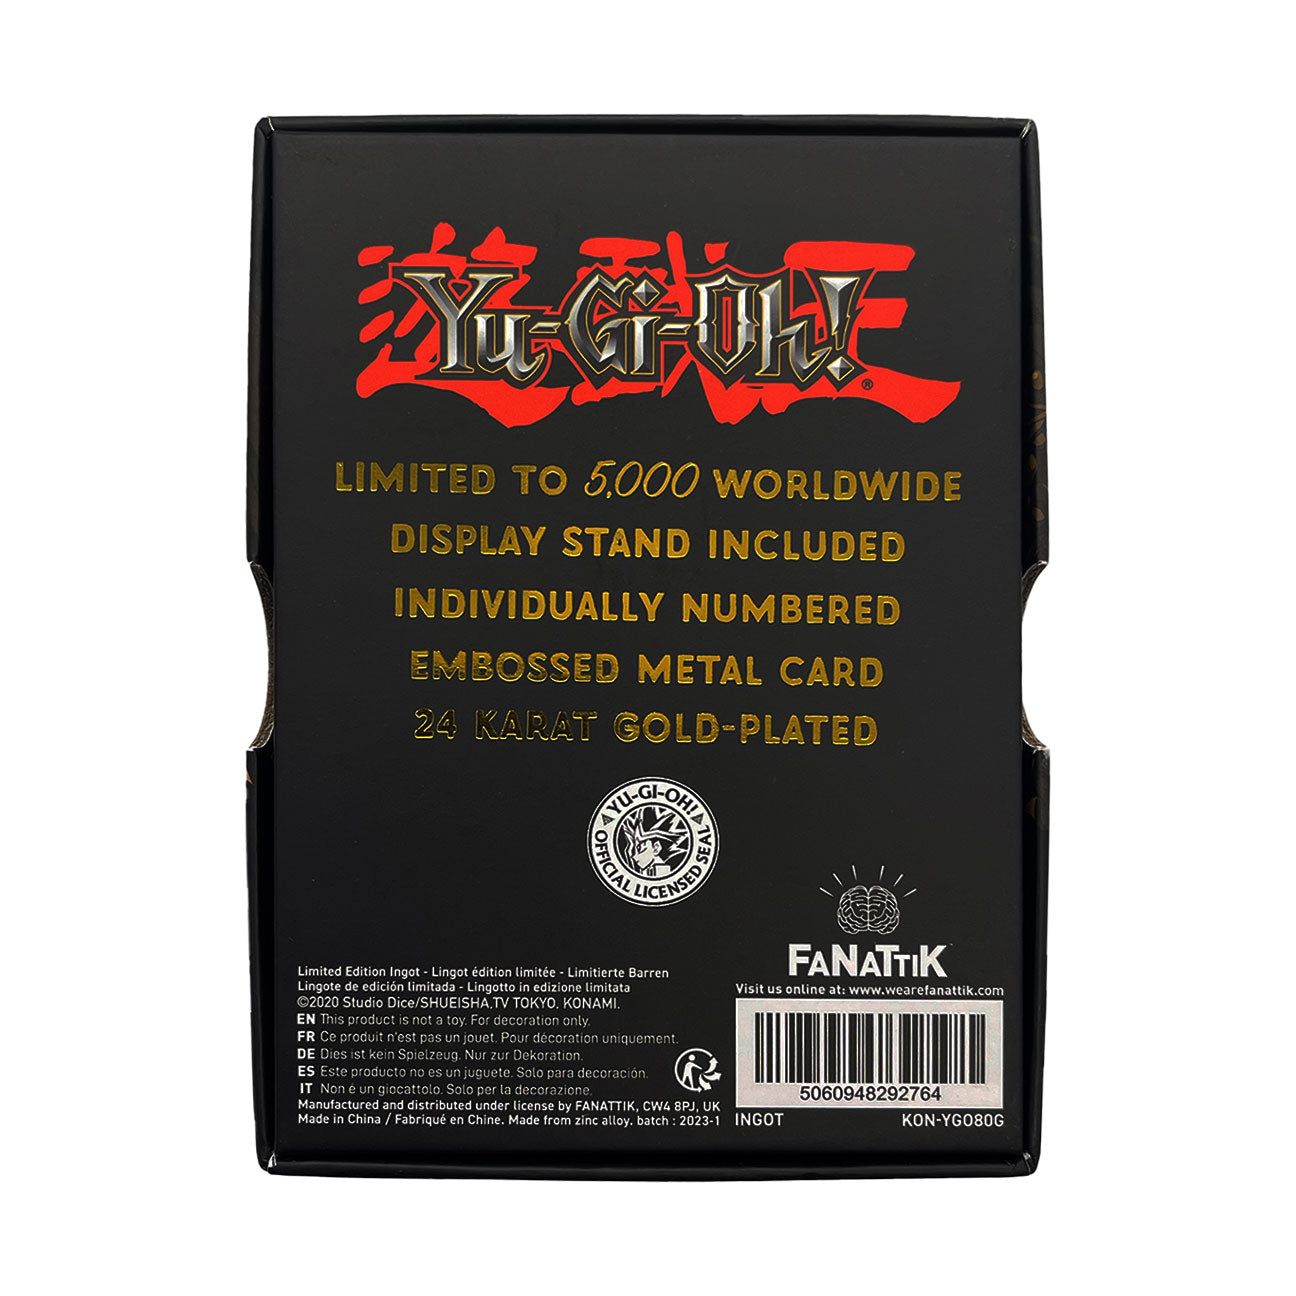 遊戯王
Yu-Gi-Oh!®
LIMITED TO 5,000 WORLDWIDE
DISPLAY STAND INCLUDED
INDIVIDUALLY NUMBERED
EMBOSSED METAL CARD
24 KARAT GOLD-PLATED
YU-GI-OH!
OFFICIAL LICENSED SEAL
FANATTIK
Visit us online at: www.wearefanattik.com
Limited Edition Ingot - Lingot édition limitée - Limitierte Barren
Lingote de edición limitada - Lingotto in edizione limitata
©2020 Studio Dice/SHUEISHA,TV TOKYO, KONAMI.
EN This product is not a toy. For decoration only.
FR Ce produit n'est pas un jouet. Pour décoration uniquement.
DE Dies ist kein Spielzeug. Nur zur Dekoration.
ES Este producto no es un juguete. Solo para decoración.
IT Non é un giocattolo. Solo per la decorazione.
Manufactured and distributed under license by FANATTIK, CW4 8PJ, UK
Made in China / Fabriqué en Chine. Made from zinc alloy. batch : 2023-1
5060948292764
INGOT KON-YGO80G